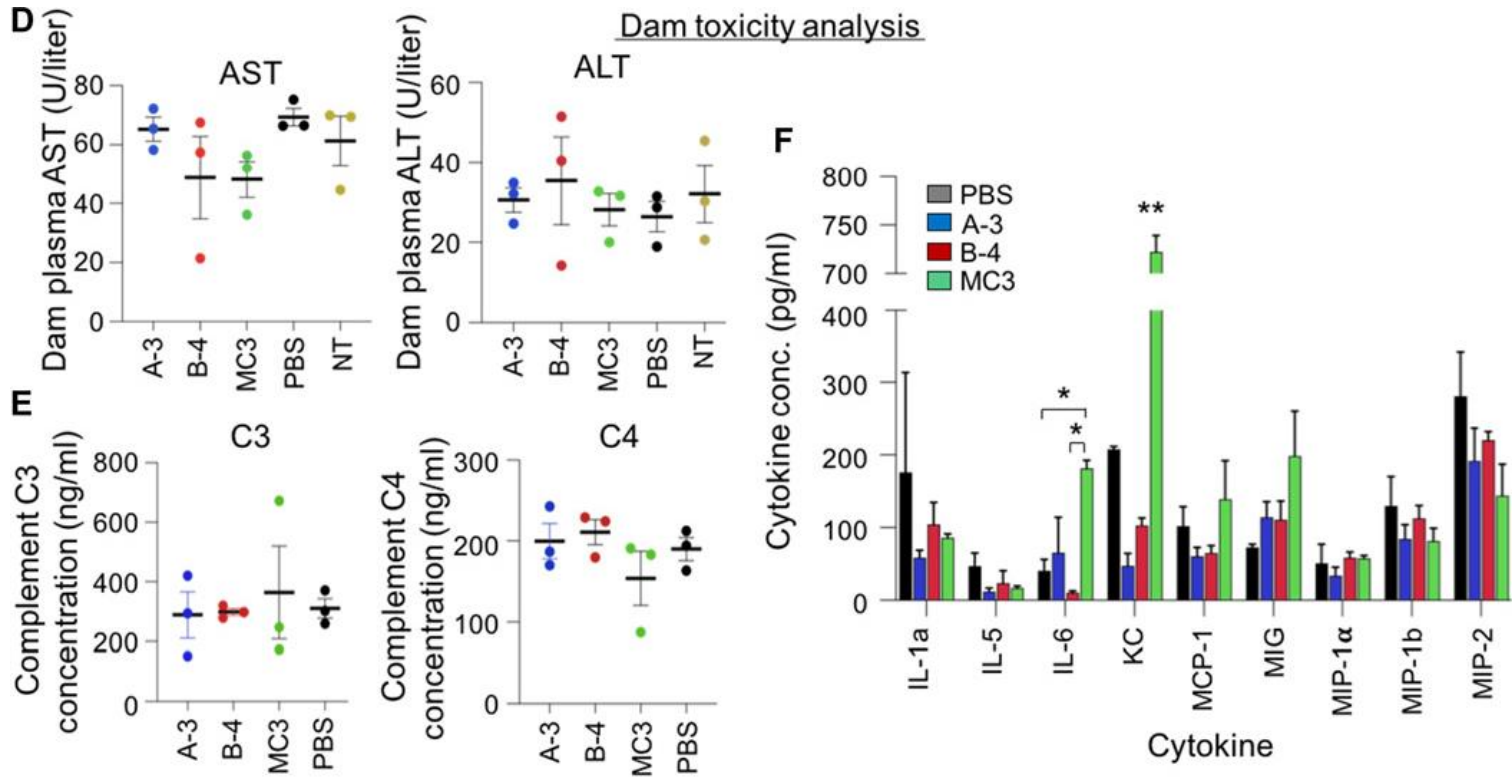 D
Dam toxicity analysis
AST
Dam plasma AST (U/liter)
80
60
40
20
0
A-3
B-4
MC3
PBS
NT
ALT
Dam plasma ALT (U/liter)
60
40
20
0
A-3
B-4
MC3
PBS
NT
E
C3
Complement C3
concentration (ng/ml)
800
600
400
200
0
A-3
B-4
MC3
PBS
C4
Complement C4
concentration (ng/ml)
300
200
100
0
A-3
B-4
MC3
PBS
F
Cytokine conc. (pg/ml)
800
750
700
400
300
200
100
0
PBS
A-3
B-4
MC3
*
*
**
IL-1a
IL-5
IL-6
KC
MCP-1
MIG
MIP-1α
MIP-1b
MIP-2
Cytokine